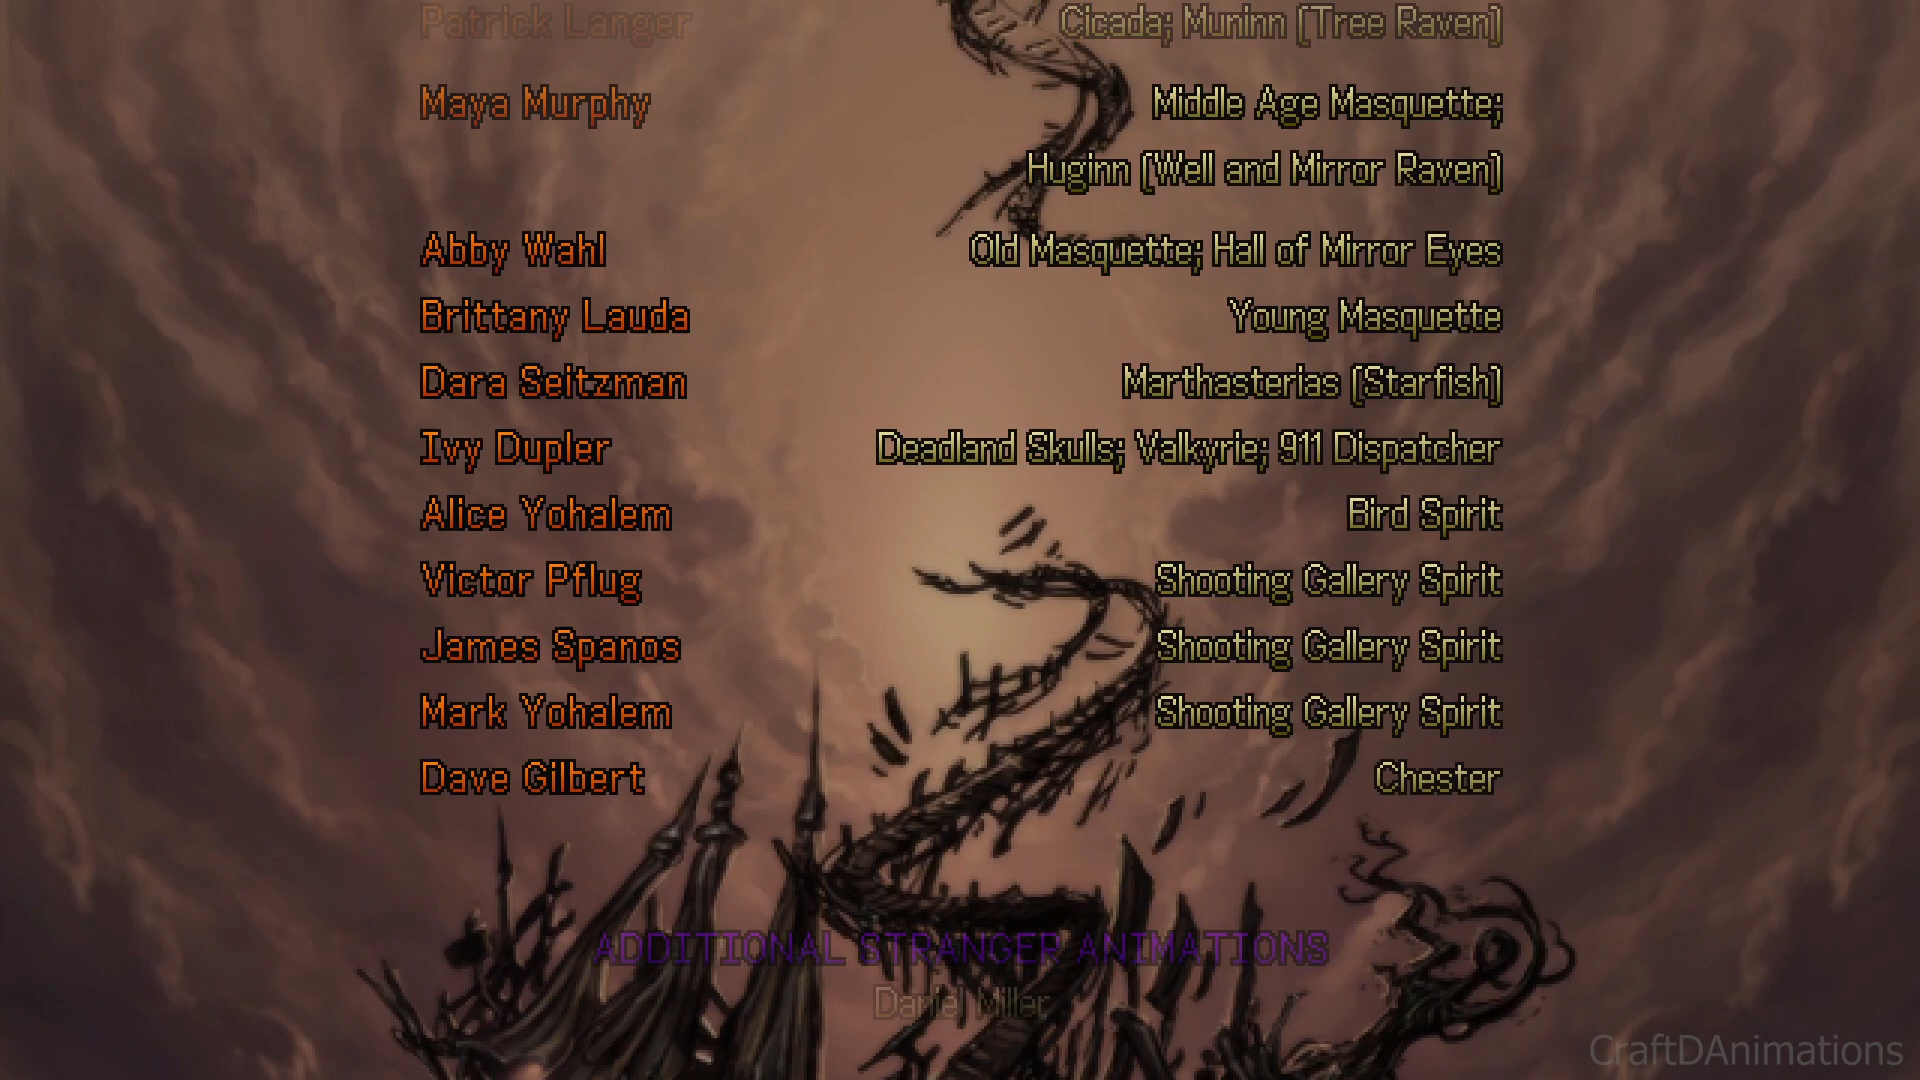 Patrick Langer Cicada; Muninn (Tree Raven)
Maya Murphy Middle Age Masquette;
Huginn (Well and Mirror Raven)
Abby Wahl Old Masquette; Hall of Mirror Eyes
Brittany Lauda Young Masquette
Dara Seitzman Marthasterias (Starfish)
Ivy Dupler Deadland Skulls; Valkyrie; 911 Dispatcher
Alice Yohalem Bird Spirit
Victor Pflug Shooting Gallery Spirit
James Spanos Shooting Gallery Spirit
Mark Yohalem Shooting Gallery Spirit
Dave Gilbert Chester
ADDITIONAL STRANGER ANIMATIONS
Daniel Miller
CraftDAnimations